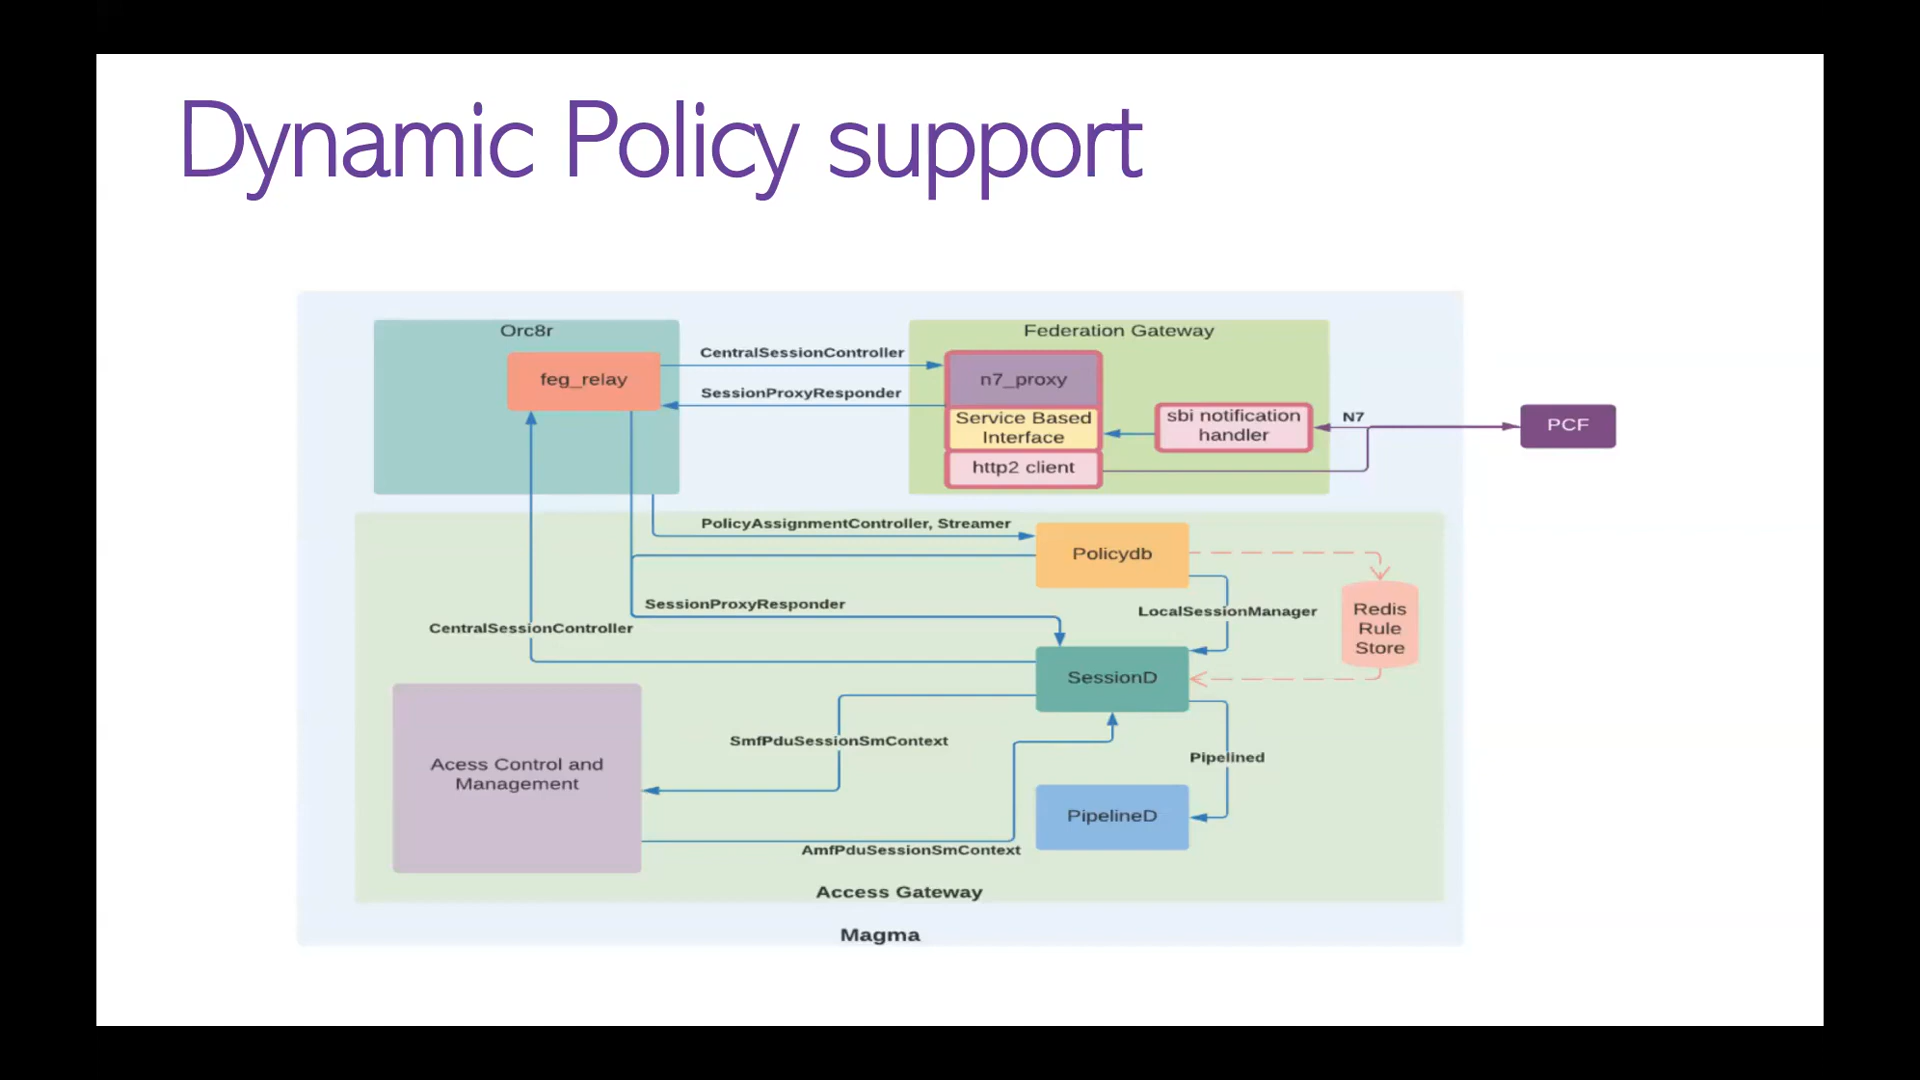 Dynamic Policy support
Orc8r
Federation Gateway
CentralSessionController
feg_relay
n7_proxy
SessionProxyResponder
Service Based
Interface
sbi notification
handler
N7
PCF
http2 client
PolicyAssignmentController, Streamer
Policydb
SessionProxyResponder
LocalSessionManager
Redis
Rule
Store
CentralSessionController
SessionD
SmfPduSessionSmContext
Pipelined
Acess Control and
Management
PipelineD
AmfPduSessionSmContext
Access Gateway
Magma